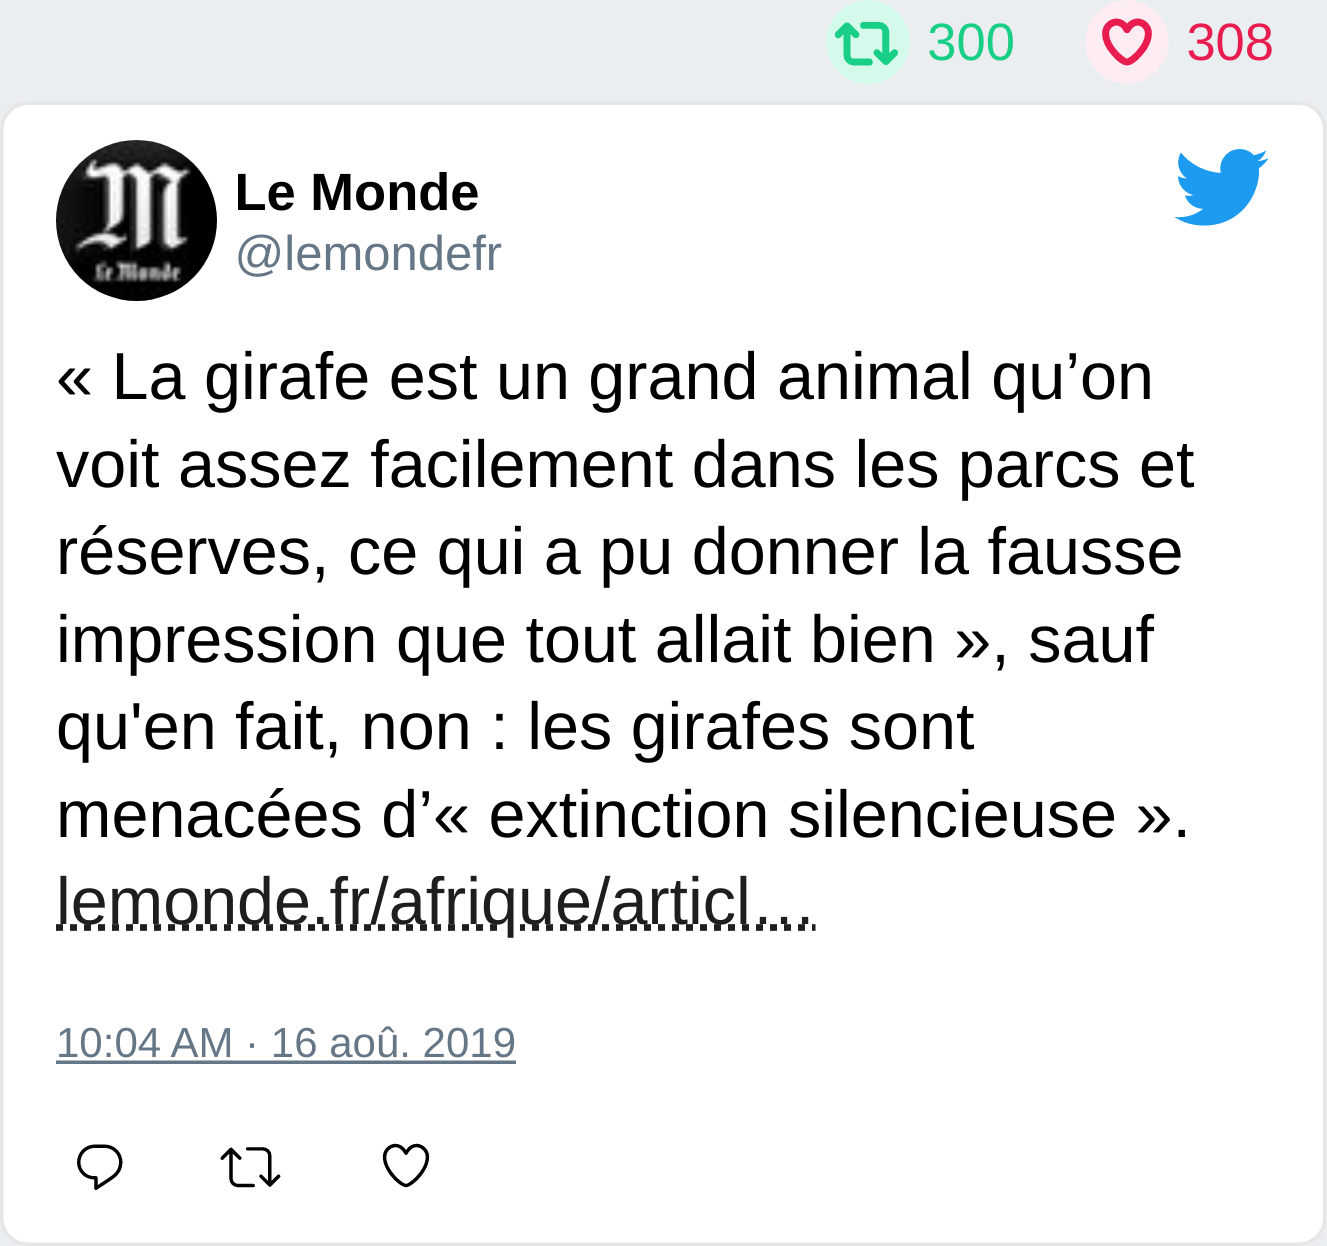 300 308
Le Monde
Le Monde
@lemondefr
« La girafe est un grand animal qu’on
voit assez facilement dans les parcs et
réserves, ce qui a pu donner la fausse
impression que tout allait bien », sauf
qu'en fait, non : les girafes sont
menacées d’« extinction silencieuse ».
lemonde.fr/afrique/articl…
10:04 AM · 16 aoû. 2019